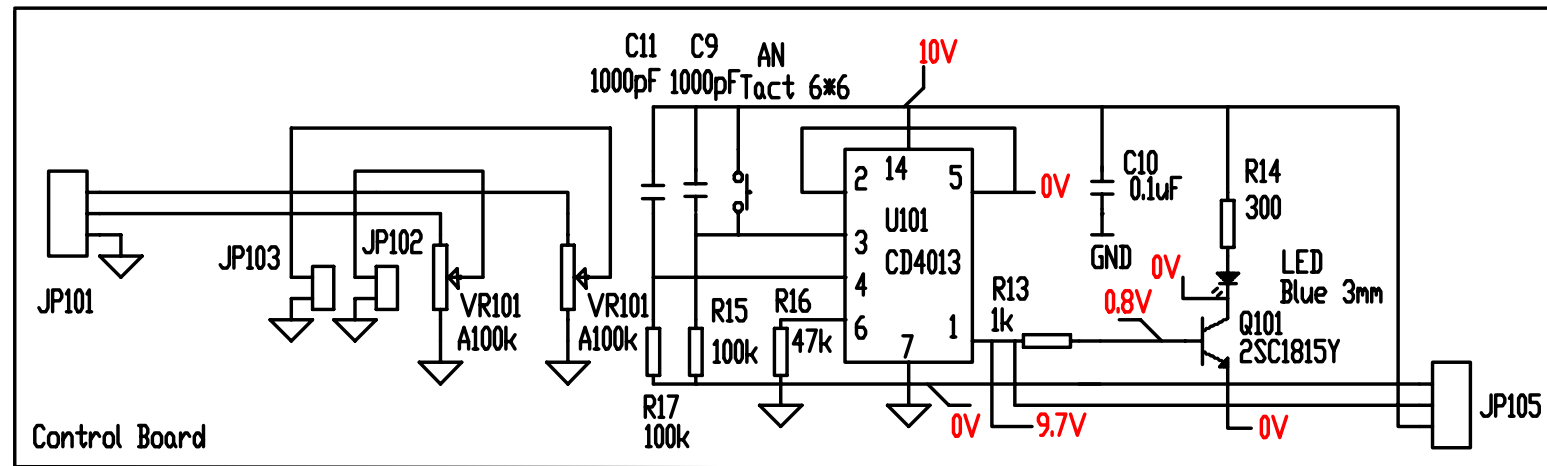 C11
1000pF
C9
1000pF
AN
Tact 6*6
10V
2
14
5
0V
U101
CD4013
3
4
6
7
1
C10
0.1uF
GND
R14
300
LED
Blue 3mm
0V
0.8V
Q101
2SC1815Y
R13
1k
JP101
JP103
JP102
VR101
A100k
VR101
A100k
R15
100k
R16
47k
R17
100k
0V
9.7V
0V
JP105
Control Board